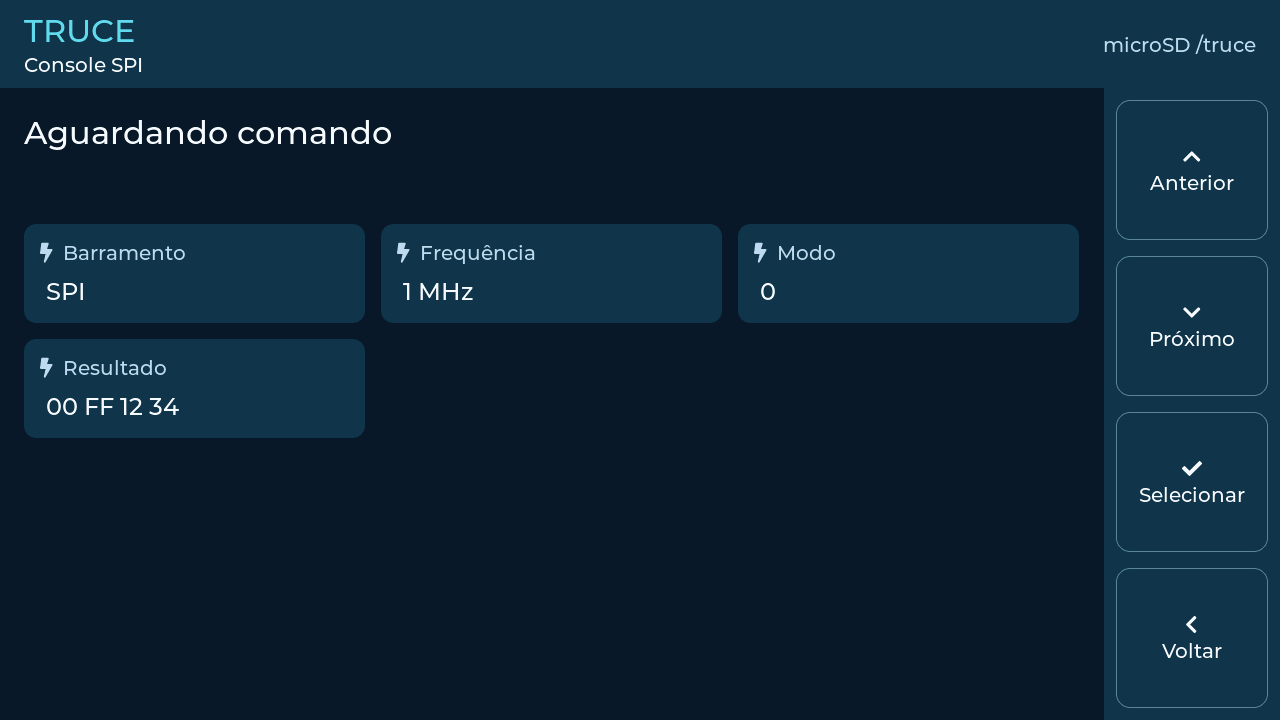 TRUCE
Console SPI
microSD /truce
Aguardando comando
Barramento
SPI
Frequência
1 MHz
Modo
0
Resultado
00 FF 12 34
Anterior
Próximo
Selecionar
Voltar